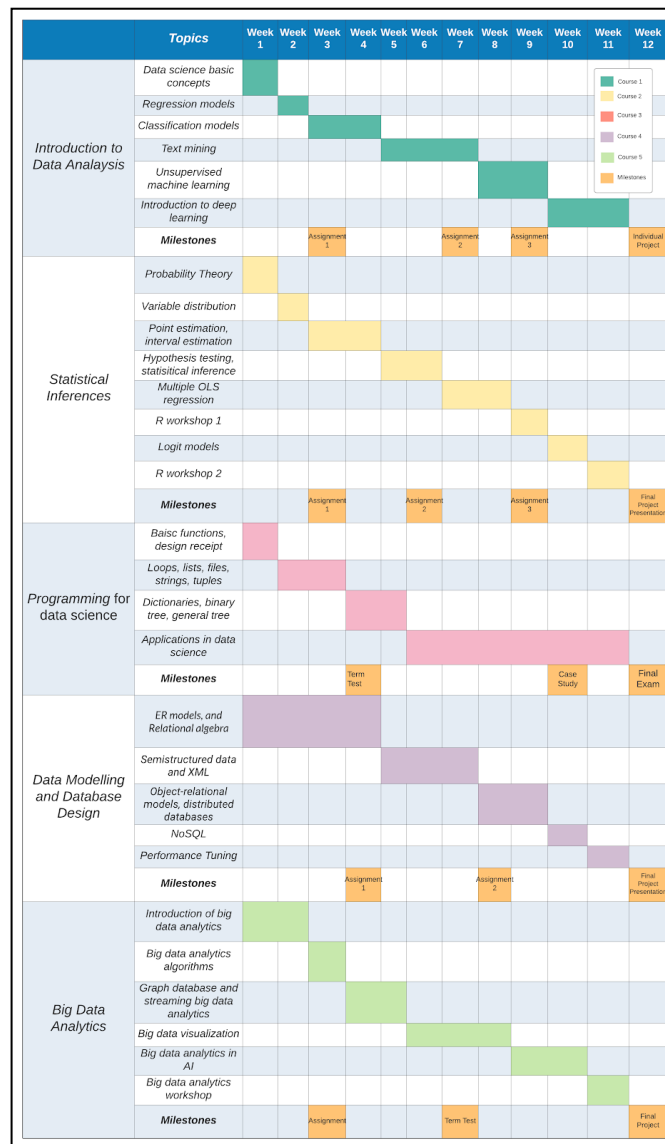 Topics
Week 1
Week 2
Week 3
Week 4
Week 5
Week 6
Week 7
Week 8
Week 9
Week 10
Week 11
Week 12
Course 1
Course 2
Course 3
Course 4
Course 5
Milestones
Introduction to
Data Analaysis
Data science basic
concepts
Regression models
Classification models
Text mining
Unsupervised
machine learning
Introduction to deep
learning
Milestones
Assignment
1
Assignment
2
Assignment
3
Individual
Project
Statistical
Inferences
Probability Theory
Variable distribution
Point estimation,
interval estimation
Hypothesis testing,
statisitical inference
Multiple OLS
regression
R workshop 1
Logit models
R workshop 2
Milestones
Assignment
1
Assignment
2
Assignment
3
Final
Project
Presentation
Programming for
data science
Baisc functions,
design receipt
Loops, lists, files,
strings, tuples
Dictionaries, binary
tree, general tree
Applications in data
science
Milestones
Term
Test
Case
Study
Final
Exam
Data Modelling
and Database
Design
ER models, and
Relational algebra
Semistructured data
and XML
Object-relational
models, distributed
databases
NoSQL
Performance Tuning
Milestones
Assignment
1
Assignment
2
Final
Project
Presentation
Big Data
Analytics
Introduction of big
data analytics
Big data analytics
algorithms
Graph database and
streaming big data
analytics
Big data visualization
Big data analytics in
AI
Big data analytics
workshop
Milestones
Assignment
Term Test
Final
Project